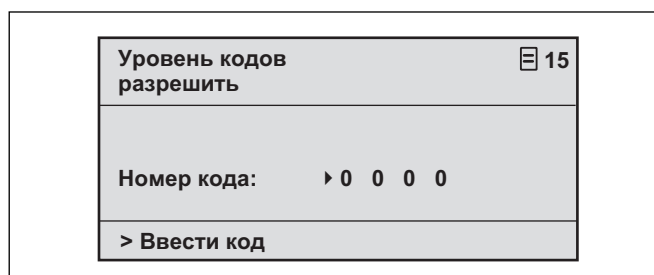 Уровень кодов 15
разрешить
Номер кода: 0 0 0 0
> Ввести код